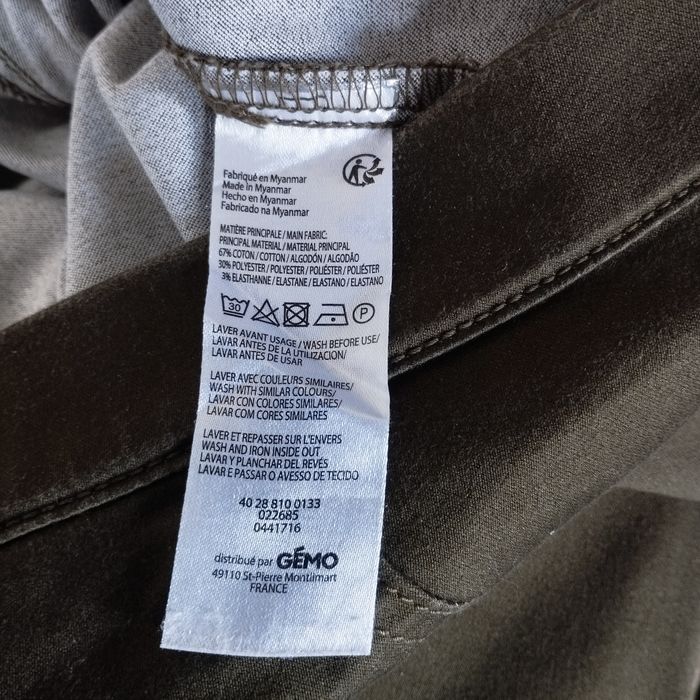 Fabriqué en Myanmar
Made in Myanmar
Hecho en Myanmar
Fabricado na Myanmar
MATIÈRE PRINCIPALE / MAIN FABRIC:
PRINCIPAL MATERIAL / MATERIAL PRINCIPAL
67% COTON / COTTON / ALGODÓN / ALGODÃO
30% POLYESTER / POLYESTER / POLIÉSTER / POLIÉSTER
3% ELASTHANNE / ELASTANE / ELASTANO / ELASTANO
30
P
LAVER AVANT USAGE / WASH BEFORE USE/
LAVAR ANTES DE LA UTILIZACION/
LAVAR ANTES DE USAR
LAVER AVEC COULEURS SIMILAIRES/
WASH WITH SIMILAR COLOURS/
LAVAR CON COLORES SIMILARES/
LAVAR COM CORES SIMILARES
LAVER ET REPASSER SUR L'ENVERS
WASH AND IRON INSIDE OUT
LAVAR Y PLANCHAR DEL REVÉS
LAVAR E PASSAR O AVESSO DE TECIDO
40 28 810 0133
022685
0441716
distribué par GÉMO
49110 St-Pierre Montlimart
FRANCE